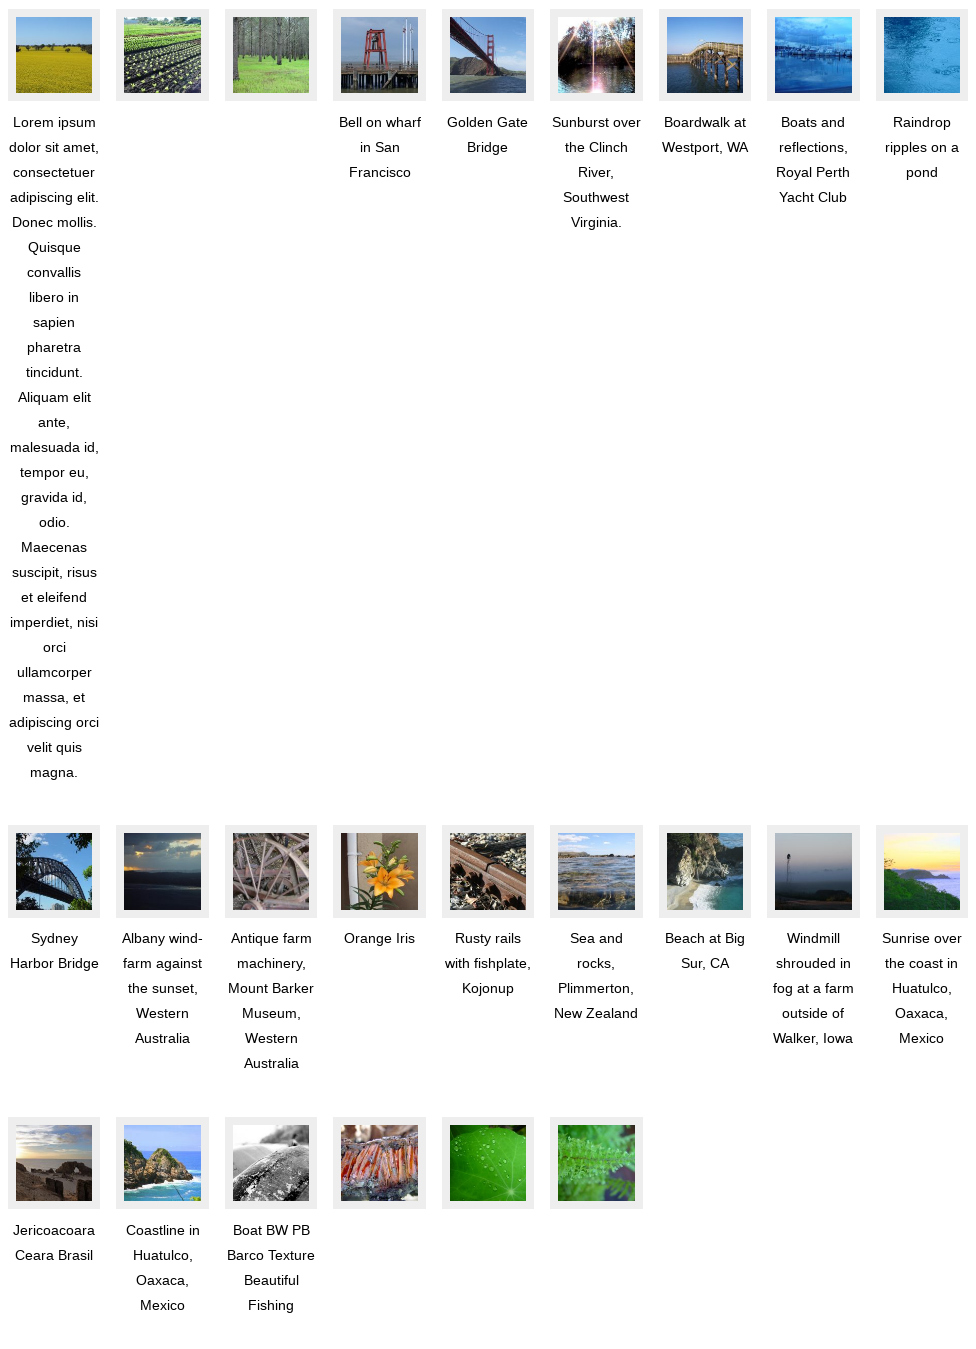 Lorem ipsum
dolor sit amet,
consectetuer
adipiscing elit.
Donec mollis.
Quisque
convallis
libero in
sapien
pharetra
tincidunt.
Aliquam elit
ante,
malesuada id,
tempor eu,
gravida id,
odio.
Maecenas
suscipit, risus
et eleifend
imperdiet, nisi
orci
ullamcorper
massa, et
adipiscing orci
velit quis
magna.
Bell on wharf
in San
Francisco
Golden Gate
Bridge
Sunburst over
the Clinch
River,
Southwest
Virginia.
Boardwalk at
Westport, WA
Boats and
reflections,
Royal Perth
Yacht Club
Raindrop
ripples on a
pond
Sydney
Harbor Bridge
Albany wind-
farm against
the sunset,
Western
Australia
Antique farm
machinery,
Mount Barker
Museum,
Western
Australia
Orange Iris
Rusty rails
with fishplate,
Kojonup
Sea and
rocks,
Plimmerton,
New Zealand
Beach at Big
Sur, CA
Windmill
shrouded in
fog at a farm
outside of
Walker, Iowa
Sunrise over
the coast in
Huatulco,
Oaxaca,
Mexico
Jericoacoara
Ceara Brasil
Coastline in
Huatulco,
Oaxaca,
Mexico
Boat BW PB
Barco Texture
Beautiful
Fishing